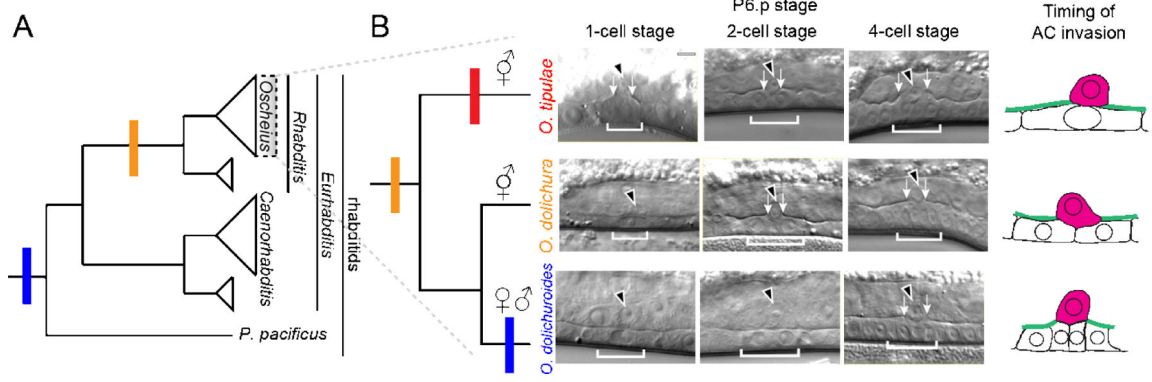 A
Oscheius
Rhabditis
Eurhabditis
rhabditids
Caenorhabditis
P. pacificus
B
P6.p stage
1-cell stage
2-cell stage
4-cell stage
Timing of
AC invasion
O. tipulae
O. dolichura
O. dolichuroides